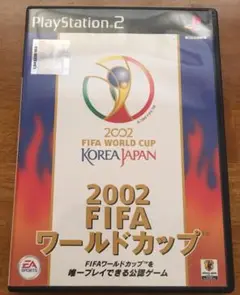 PlayStation 2
2002
FIFA WORLD CUP
KOREA JAPAN
2002
FIFA
ワールドカップ™
EA
SPORTS
FIFAワールドカップ™を
唯一プレイできる公認ゲーム